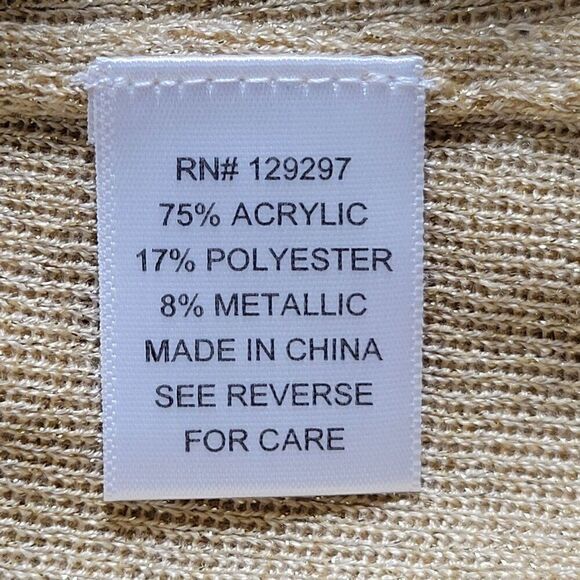 RN# 129297
75% ACRYLIC
17% POLYESTER
8% METALLIC
MADE IN CHINA
SEE REVERSE
FOR CARE